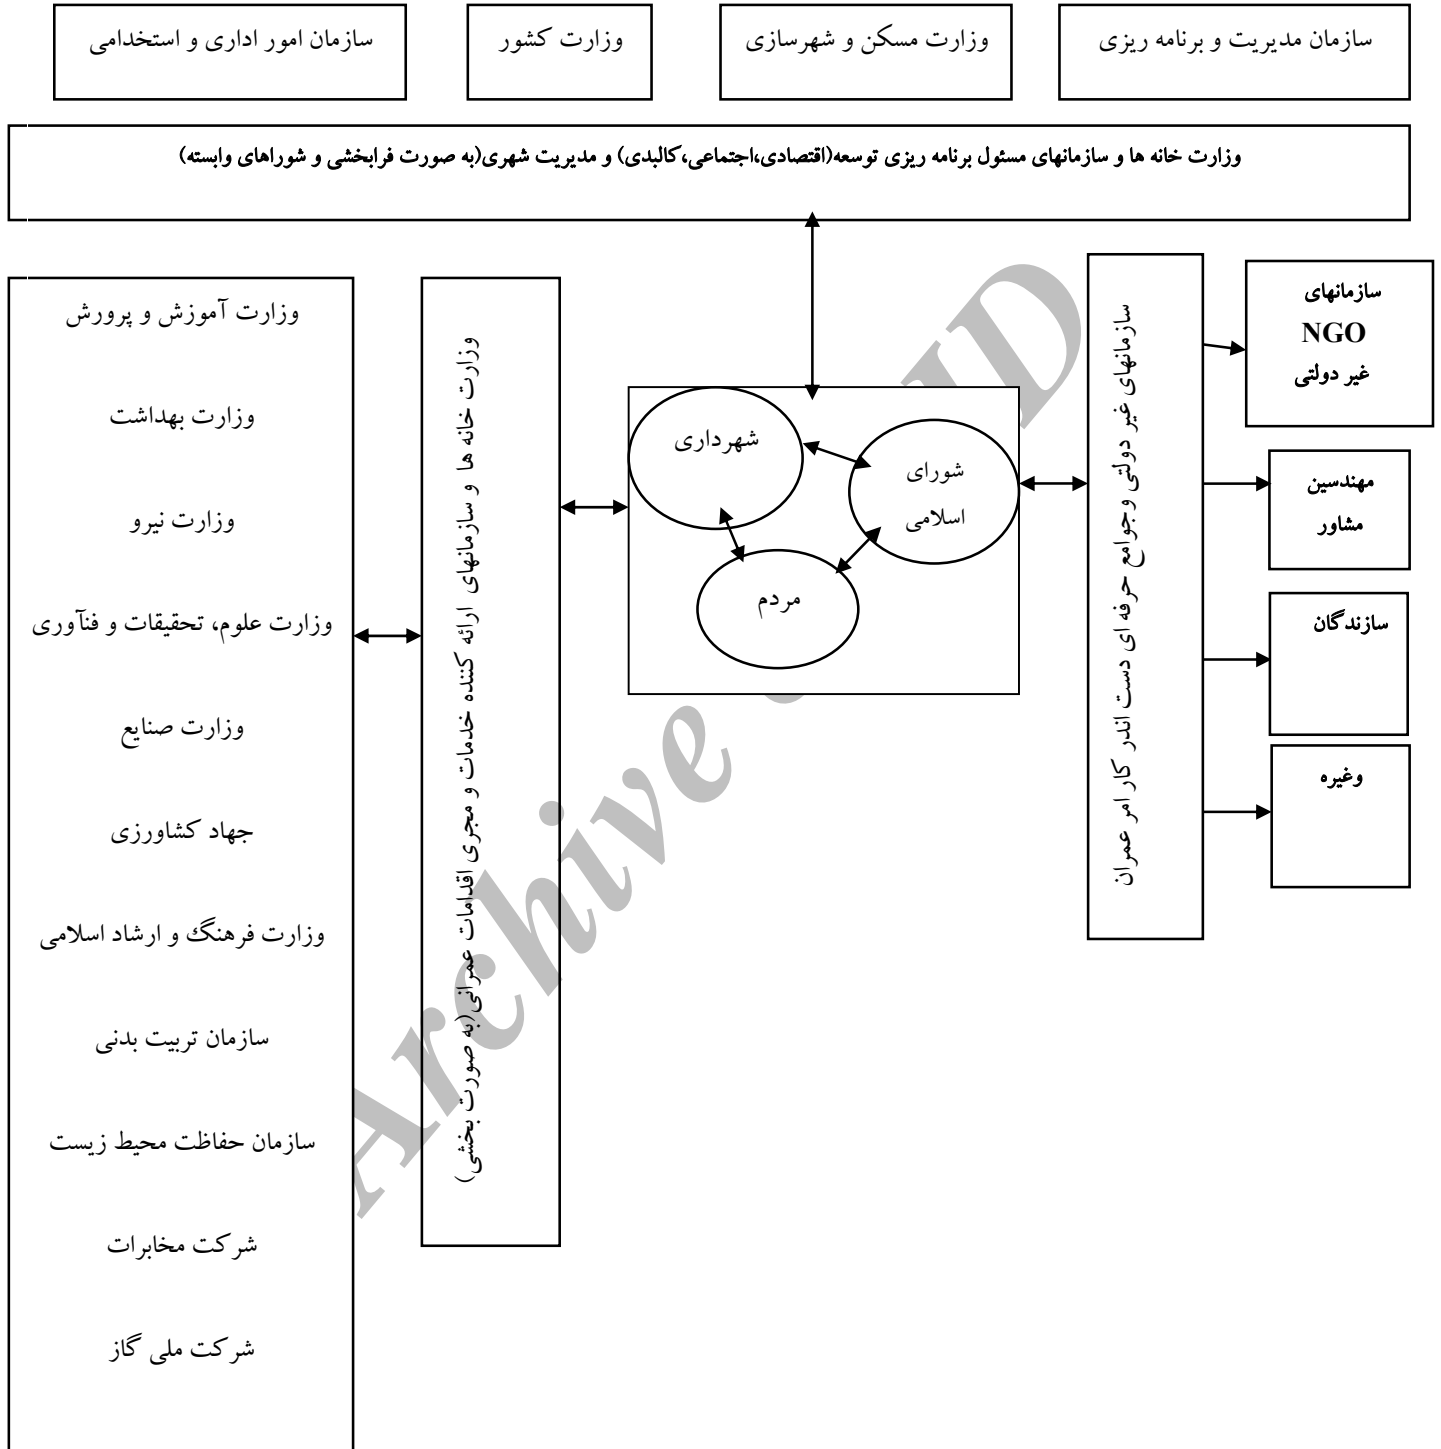 سازمان مدیریت و برنامه ریزی
وزارت مسکن و شهرسازی
وزارت کشور
سازمان امور اداری و استخدامی
وزارت خانه ها و سازمانهای مسئول برنامه ریزی توسعه(اقتصادی،اجتماعی،کالبدی) و مدیریت شهری(به صورت فرابخشی و شوراهای وابسته)
سازمانهای
NGO
غیر دولتی
مهندسین
مشاور
سازندگان
وغیره
سازمانهای غیر دولتی وجوامع حرفه ای دست اندر کار امر عمران
شهرداری
شورای
اسلامی
مردم
وزارت خانه ها و سازمانهای ارائه کننده خدمات و مجری اقدامات عمرانی(به صورت بخشی)
وزارت آموزش و پرورش
وزارت بهداشت
وزارت نیرو
وزارت علوم، تحقیقات و فنآوری
وزارت صنایع
جهاد کشاورزی
وزارت فرهنگ و ارشاد اسلامی
سازمان تربیت بدنی
سازمان حفاظت محیط زیست
شرکت مخابرات
شرکت ملی گاز
Archive